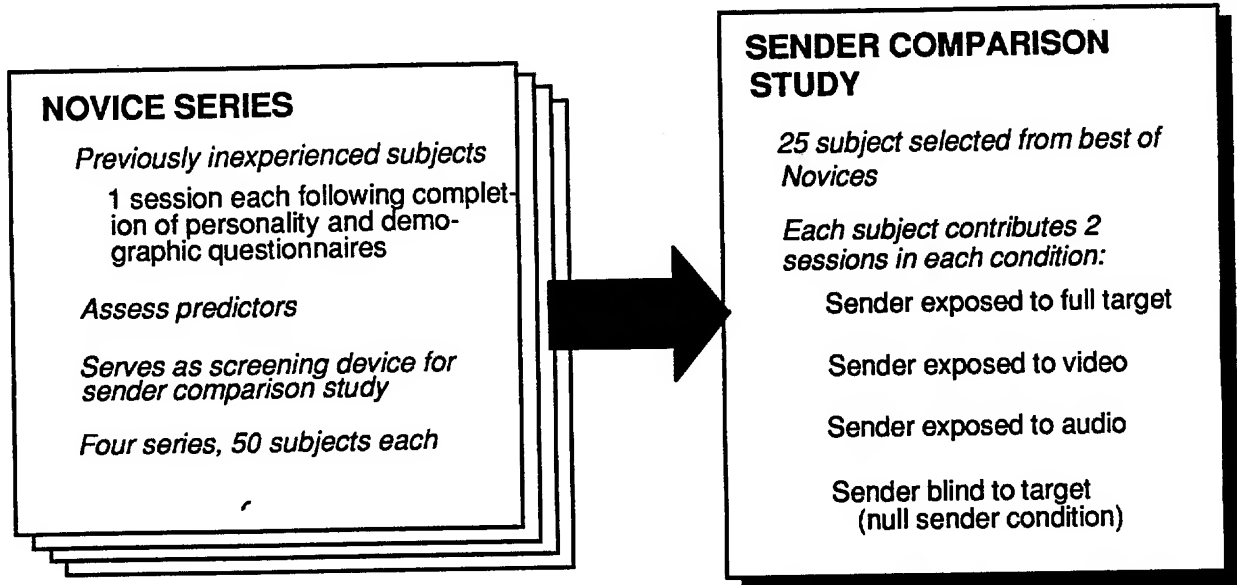 NOVICE SERIES
Previously inexperienced subjects
1 session each following complet-
ion of personality and demo-
graphic questionnaires
Assess predictors
Serves as screening device for
sender comparison study
Four series, 50 subjects each
SENDER COMPARISON
STUDY
25 subject selected from best of
Novices
Each subject contributes 2
sessions in each condition:
Sender exposed to full target
Sender exposed to video
Sender exposed to audio
Sender blind to target
(null sender condition)